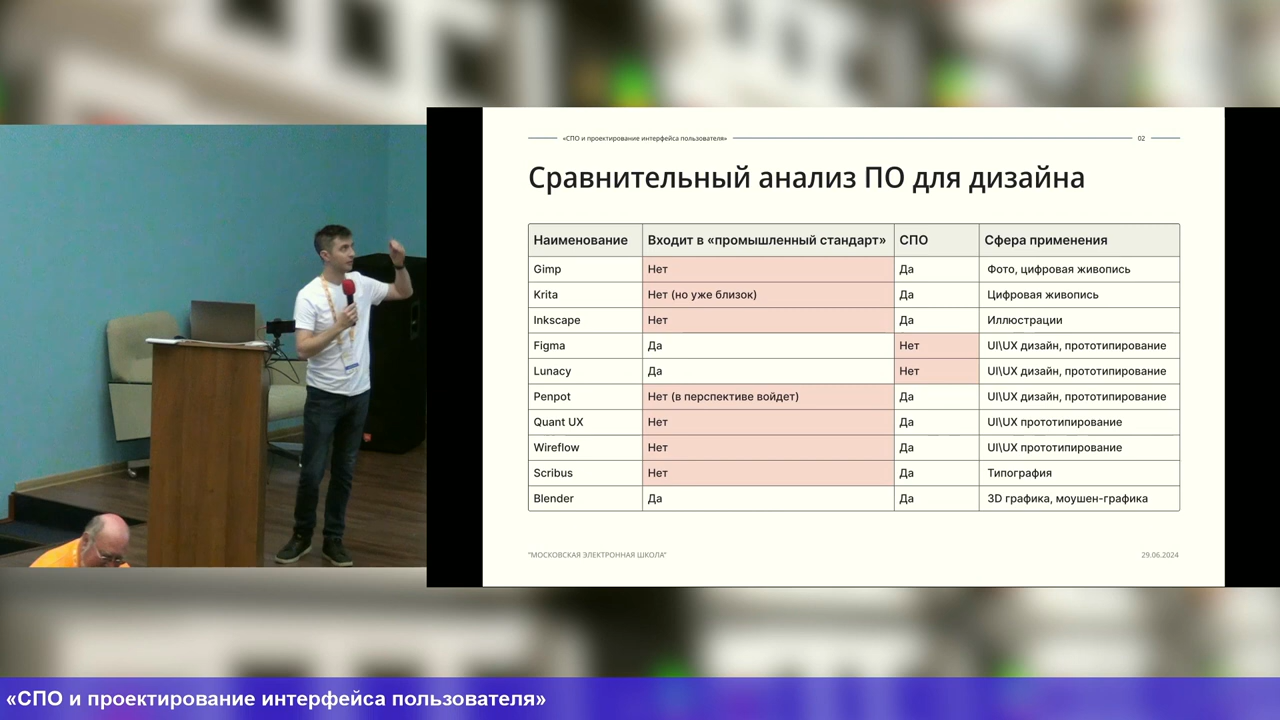 «СПО и проектирование интерфейса пользователя» 02
Сравнительный анализ ПО для дизайна
Наименование Входит в «промышленный стандарт» СПО Сфера применения
Gimp Нет Да Фото, цифровая живопись
Krita Нет (но уже близок) Да Цифровая живопись
Inkscape Нет Да Иллюстрации
Figma Да Нет UI\UX дизайн, прототипирование
Lunacy Да Нет UI\UX дизайн, прототипирование
Penpot Нет (в перспективе войдет) Да UI\UX дизайн, прототипирование
Quant UX Нет Да UI\UX прототипирование
Wireflow Нет Да UI\UX прототипирование
Scribus Нет Да Типография
Blender Да Да 3D графика, моушен-графика
"МОСКОВСКАЯ ЭЛЕКТРОННАЯ ШКОЛА" 29.06.2024
«СПО и проектирование интерфейса пользователя»